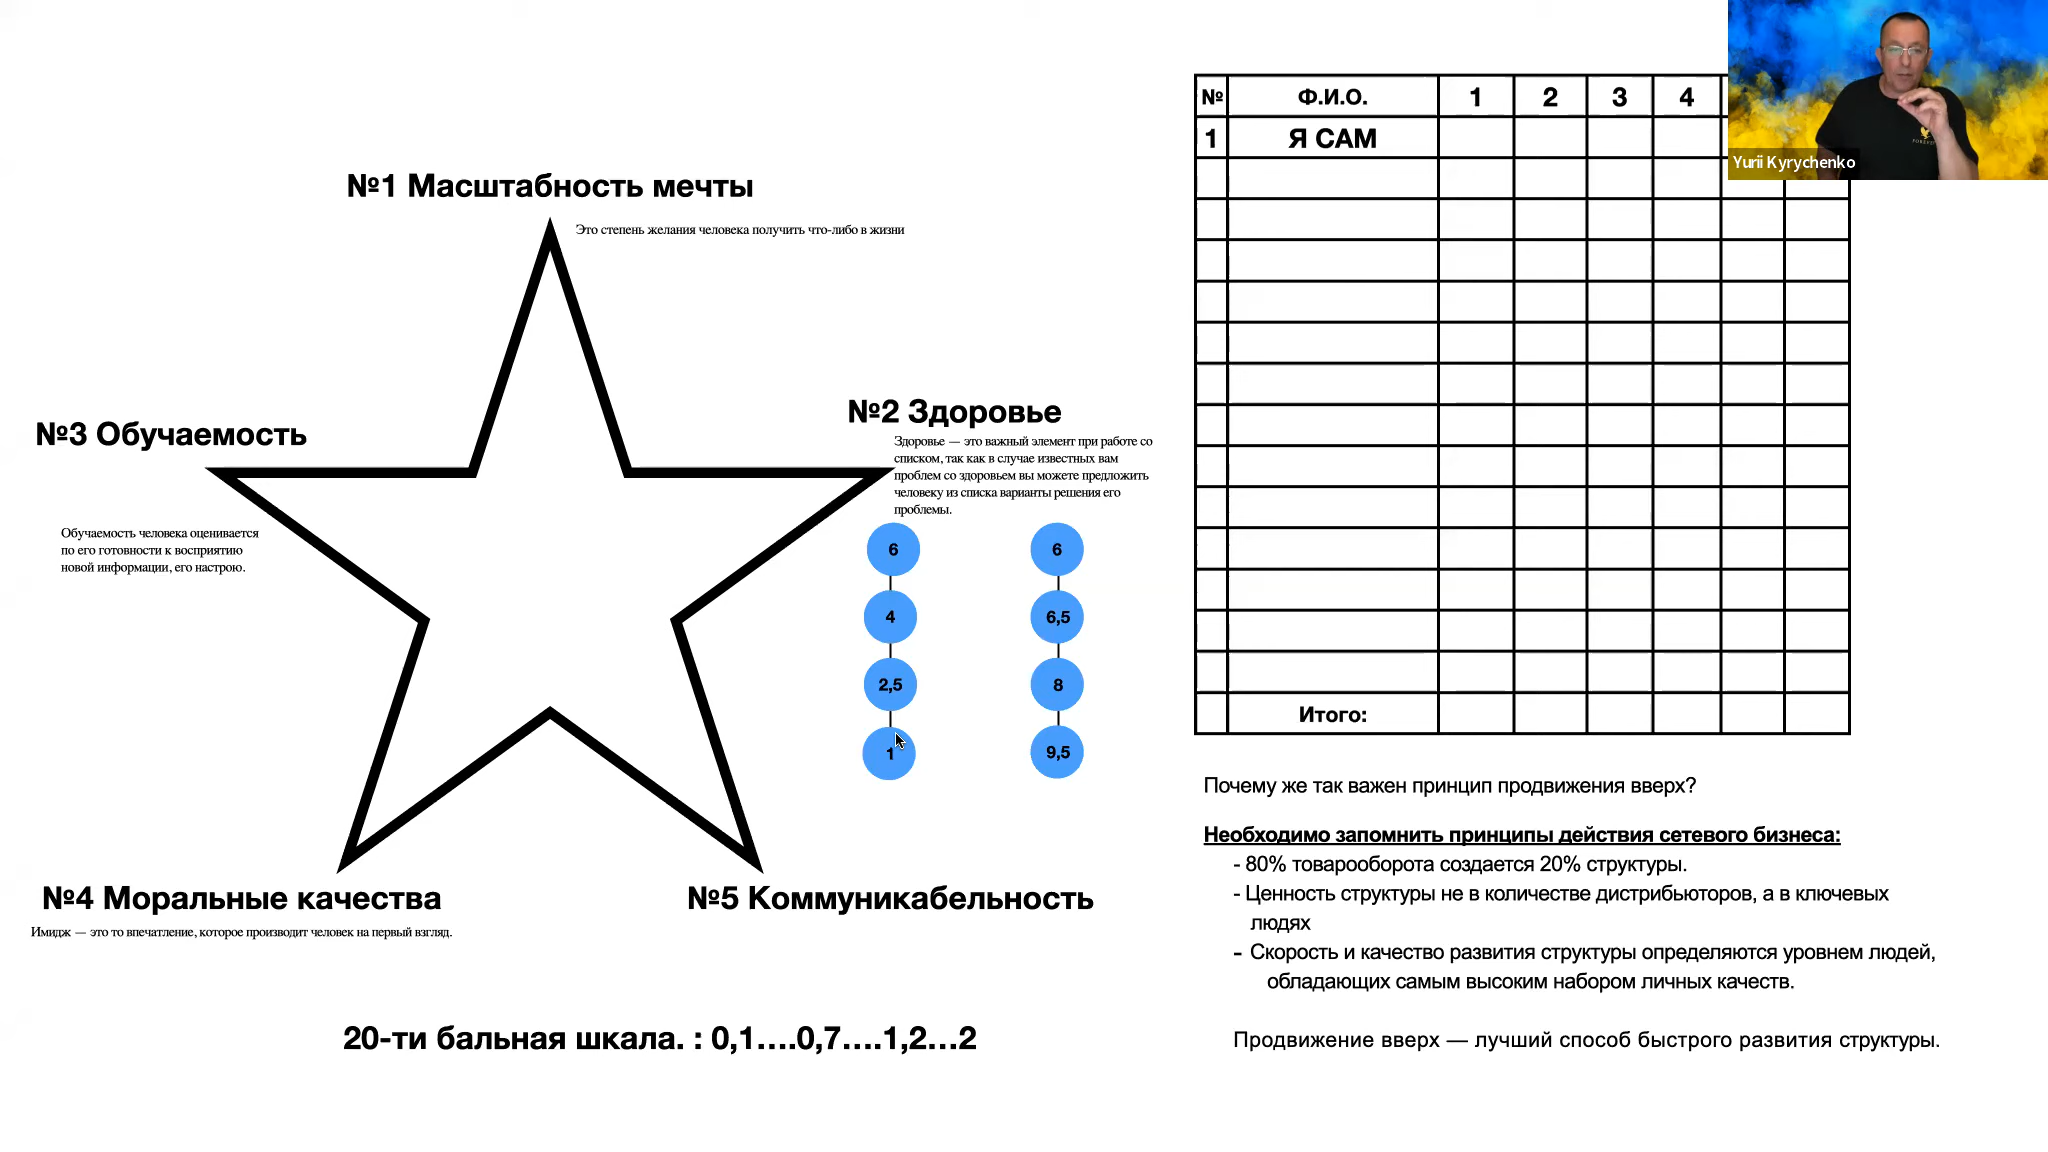 №1 Масштабность мечты
Это степень желания человека получить что-либо в жизни
№2 Здоровье
Здоровье — это важный элемент при работе со
списком, так как в случае известных вам
проблем со здоровьем вы можете предложить
человеку из списка варианты решения его
проблемы.
№3 Обучаемость
Обучаемость человека оценивается
по его готовности к восприятию
новой информации, его настрою.
6
4
2,5
1
6
6,5
8
9,5
№4 Моральные качества
Имидж — это то впечатление, которое производит человек на первый взгляд.
№5 Коммуникабельность
20-ти бальная шкала. : 0,1....0,7....1,2...2
№ Ф.И.О. 1 2 3 4
1 Я САМ
Итого:
Почему же так важен принцип продвижения вверх?
Необходимо запомнить принципы действия сетевого бизнеса:
- 80% товарооборота создается 20% структуры.
- Ценность структуры не в количестве дистрибьюторов, а в ключевых
людях
- Скорость и качество развития структуры определяются уровнем людей,
обладающих самым высоким набором личных качеств.
Продвижение вверх — лучший способ быстрого развития структуры.
Yurii Kyrychenko